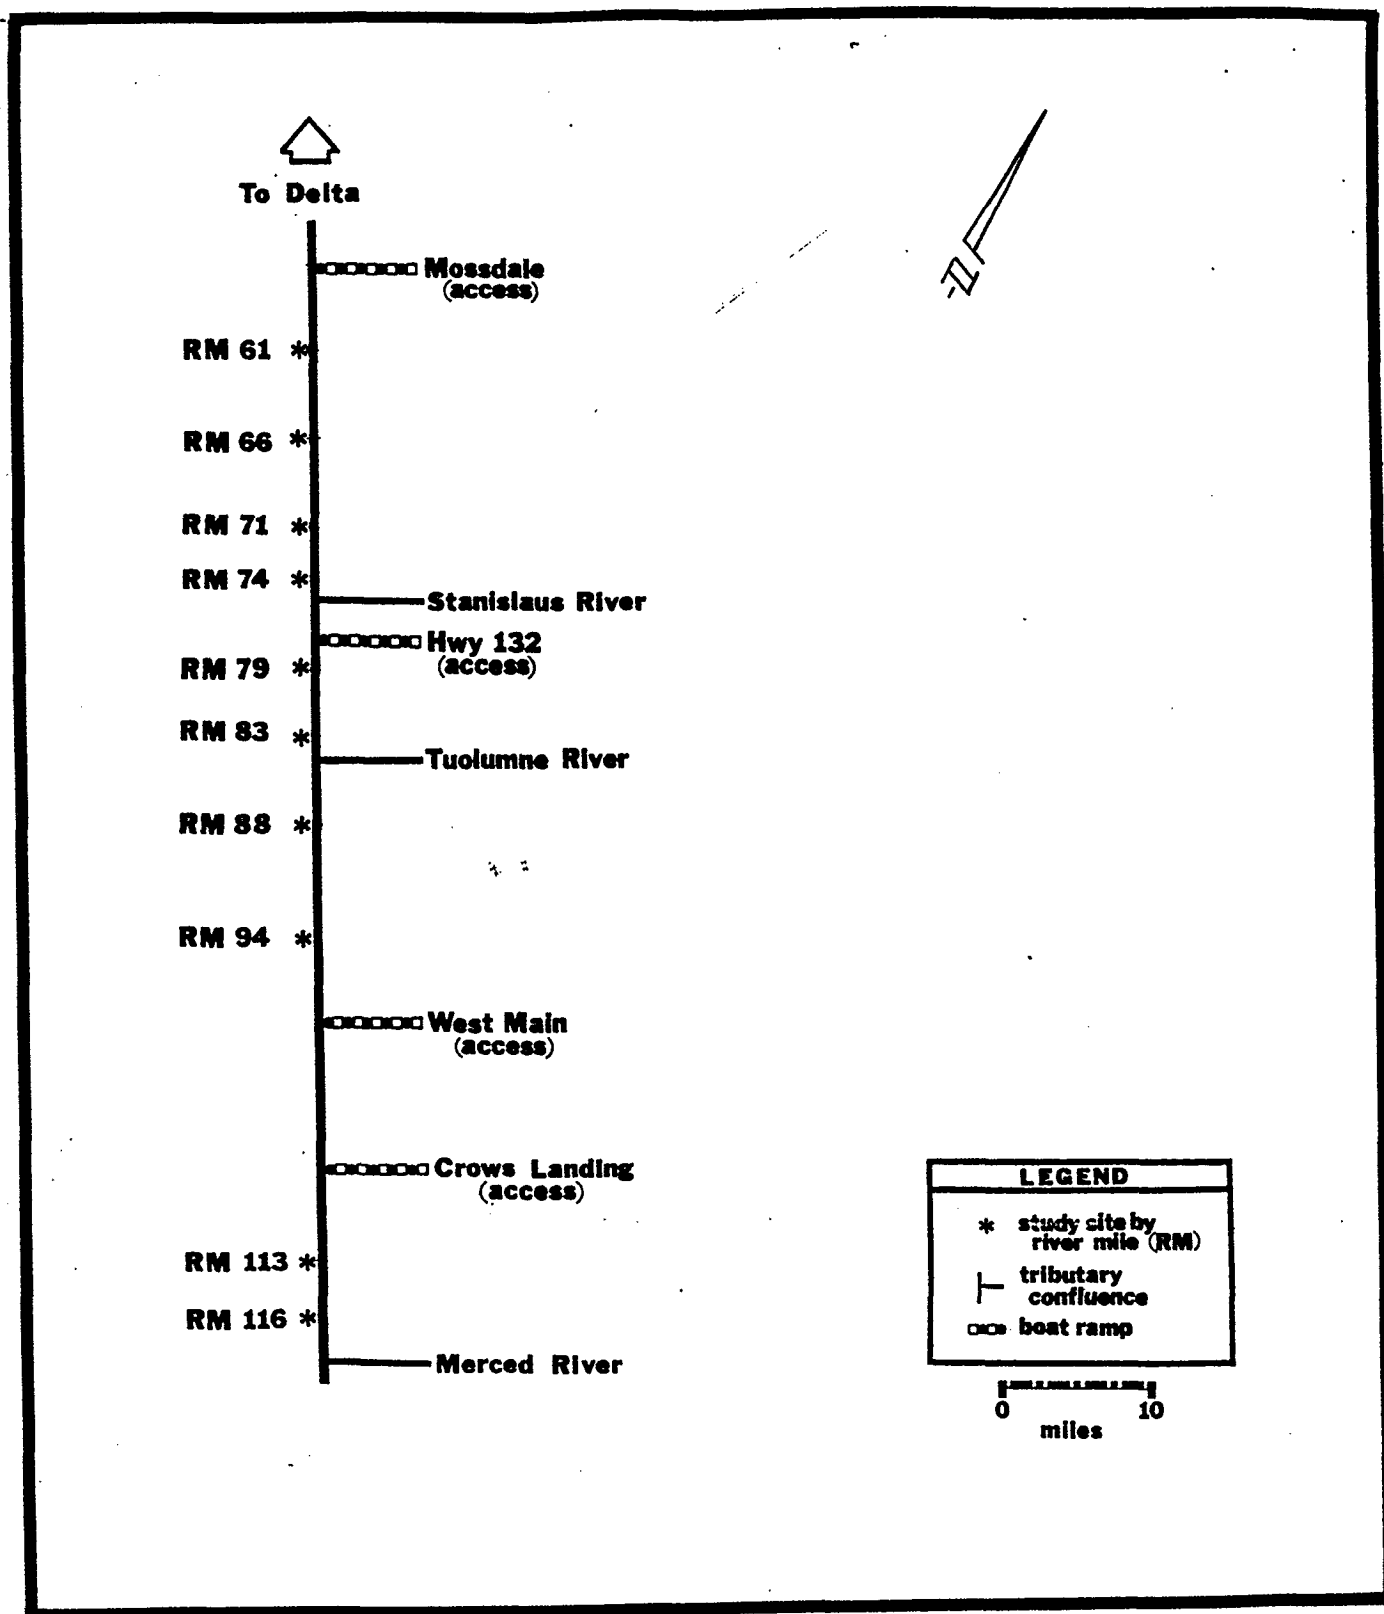 To Delta
Mossdale
(access)
RM 61
RM 66
RM 71
RM 74
Stanislaus River
Hwy 132
(access)
RM 79
RM 83
Tuolumne River
RM 88
RM 94
West Main
(access)
Crows Landing
(access)
RM 113
RM 116
Merced River
N
LEGEND
* study site by
river mile (RM)
tributary
confluence
boat ramp
0 10
miles